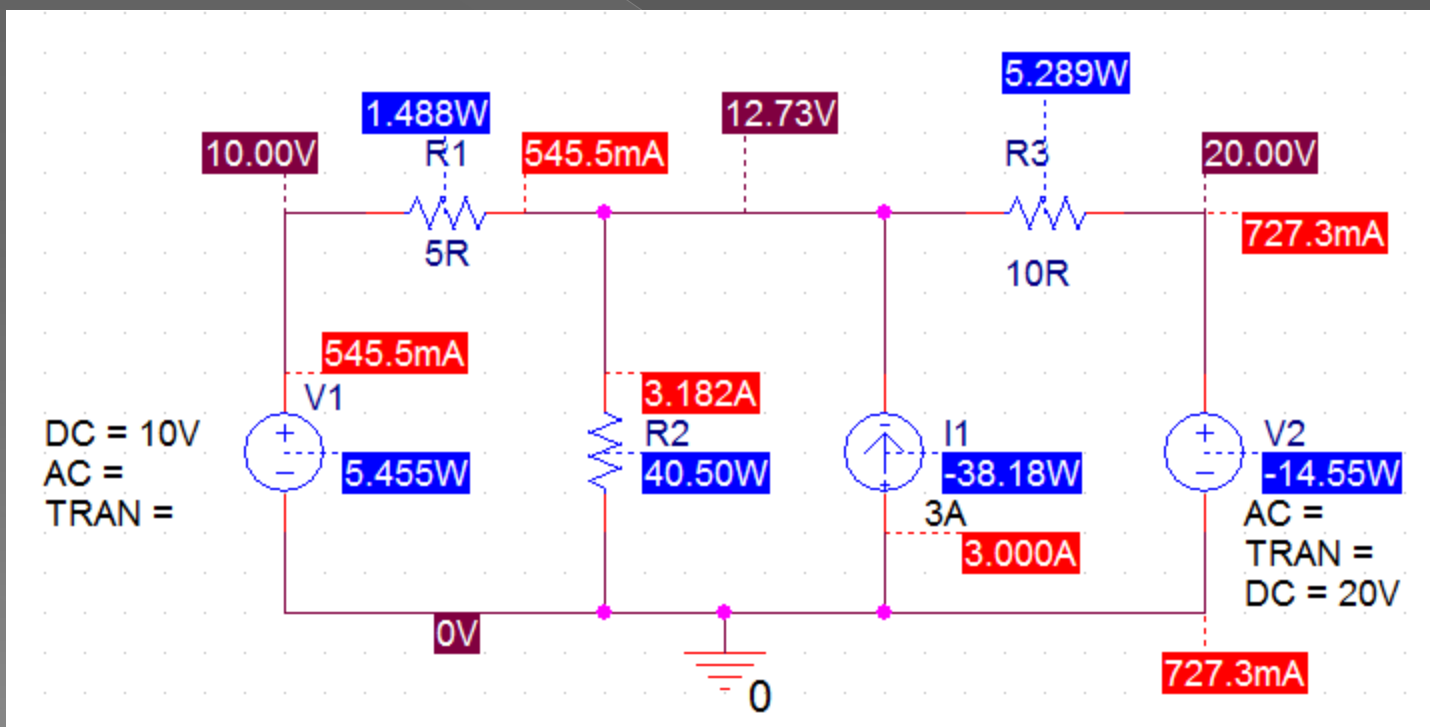 5.289W
1.488W
12.73V
10.00V
R1
545.5mA
R3
20.00V
727.3mA
5R
10R
545.5mA
V1
3.182A
DC = 10V
R2
I1
V2
AC =
5.455W
40.50W
-
-38.18W
-14.55W
TRAN =
3A
AC =
3.000A
TRAN =
DC = 20V
0V
727.3mA
0